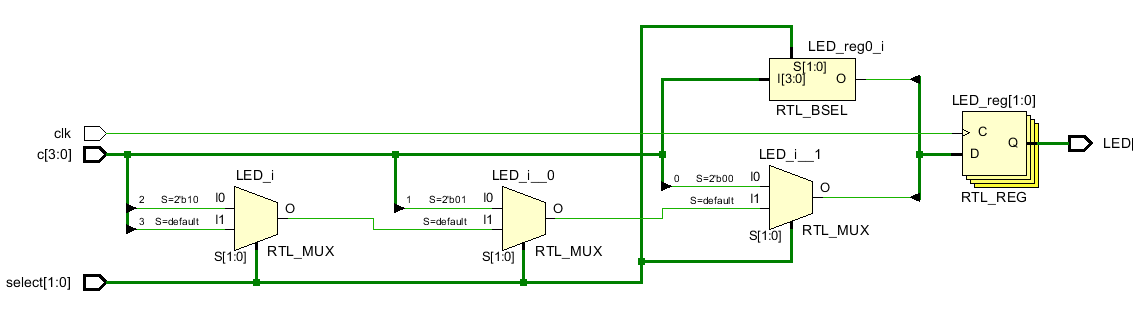 LED_reg0_i
S[1:0]
I[3:0] O
RTL_BSEL
LED_reg[1:0]
clk
C
c[3:0]
D
Q
LED[
RTL_REG
LED_i
2 S=2'b10 I0
3 S=default I1
O
S[1:0]
RTL_MUX
LED_i__0
1 S=2'b01 I0
S=default I1
O
S[1:0]
RTL_MUX
LED_i__1
0 S=2'b00 I0
S=default I1
O
S[1:0]
RTL_MUX
select[1:0]